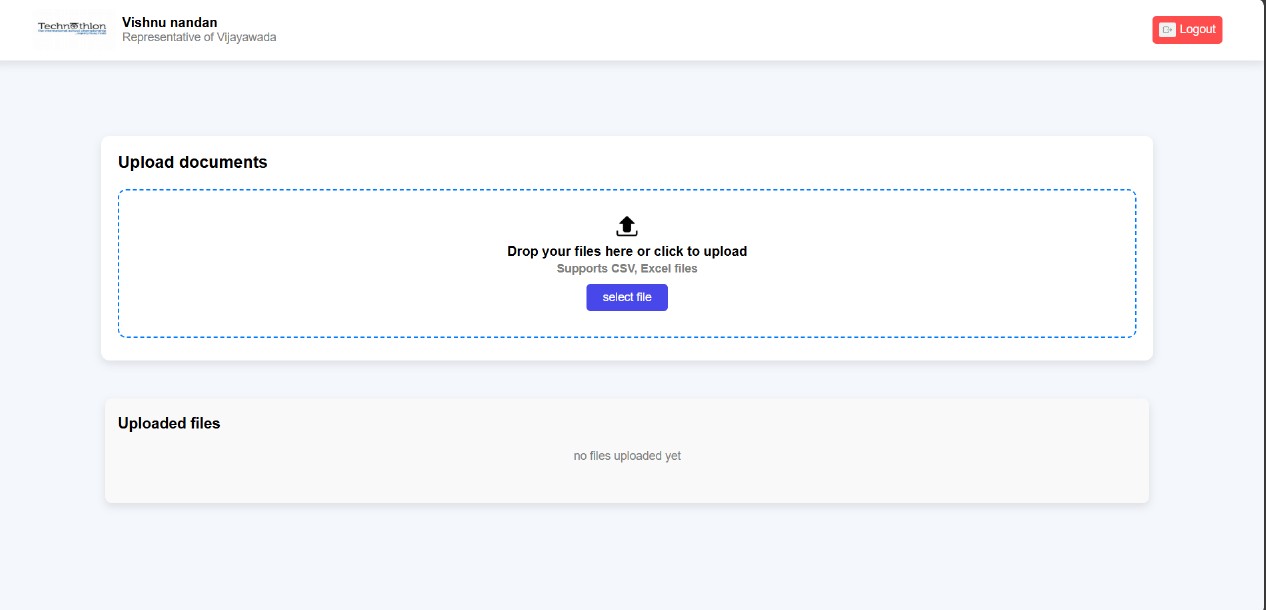 Technothlon
Vishnu nandan
Representative of Vijayawada
Logout
Upload documents
Drop your files here or click to upload
Supports CSV, Excel files
select file
Uploaded files
no files uploaded yet